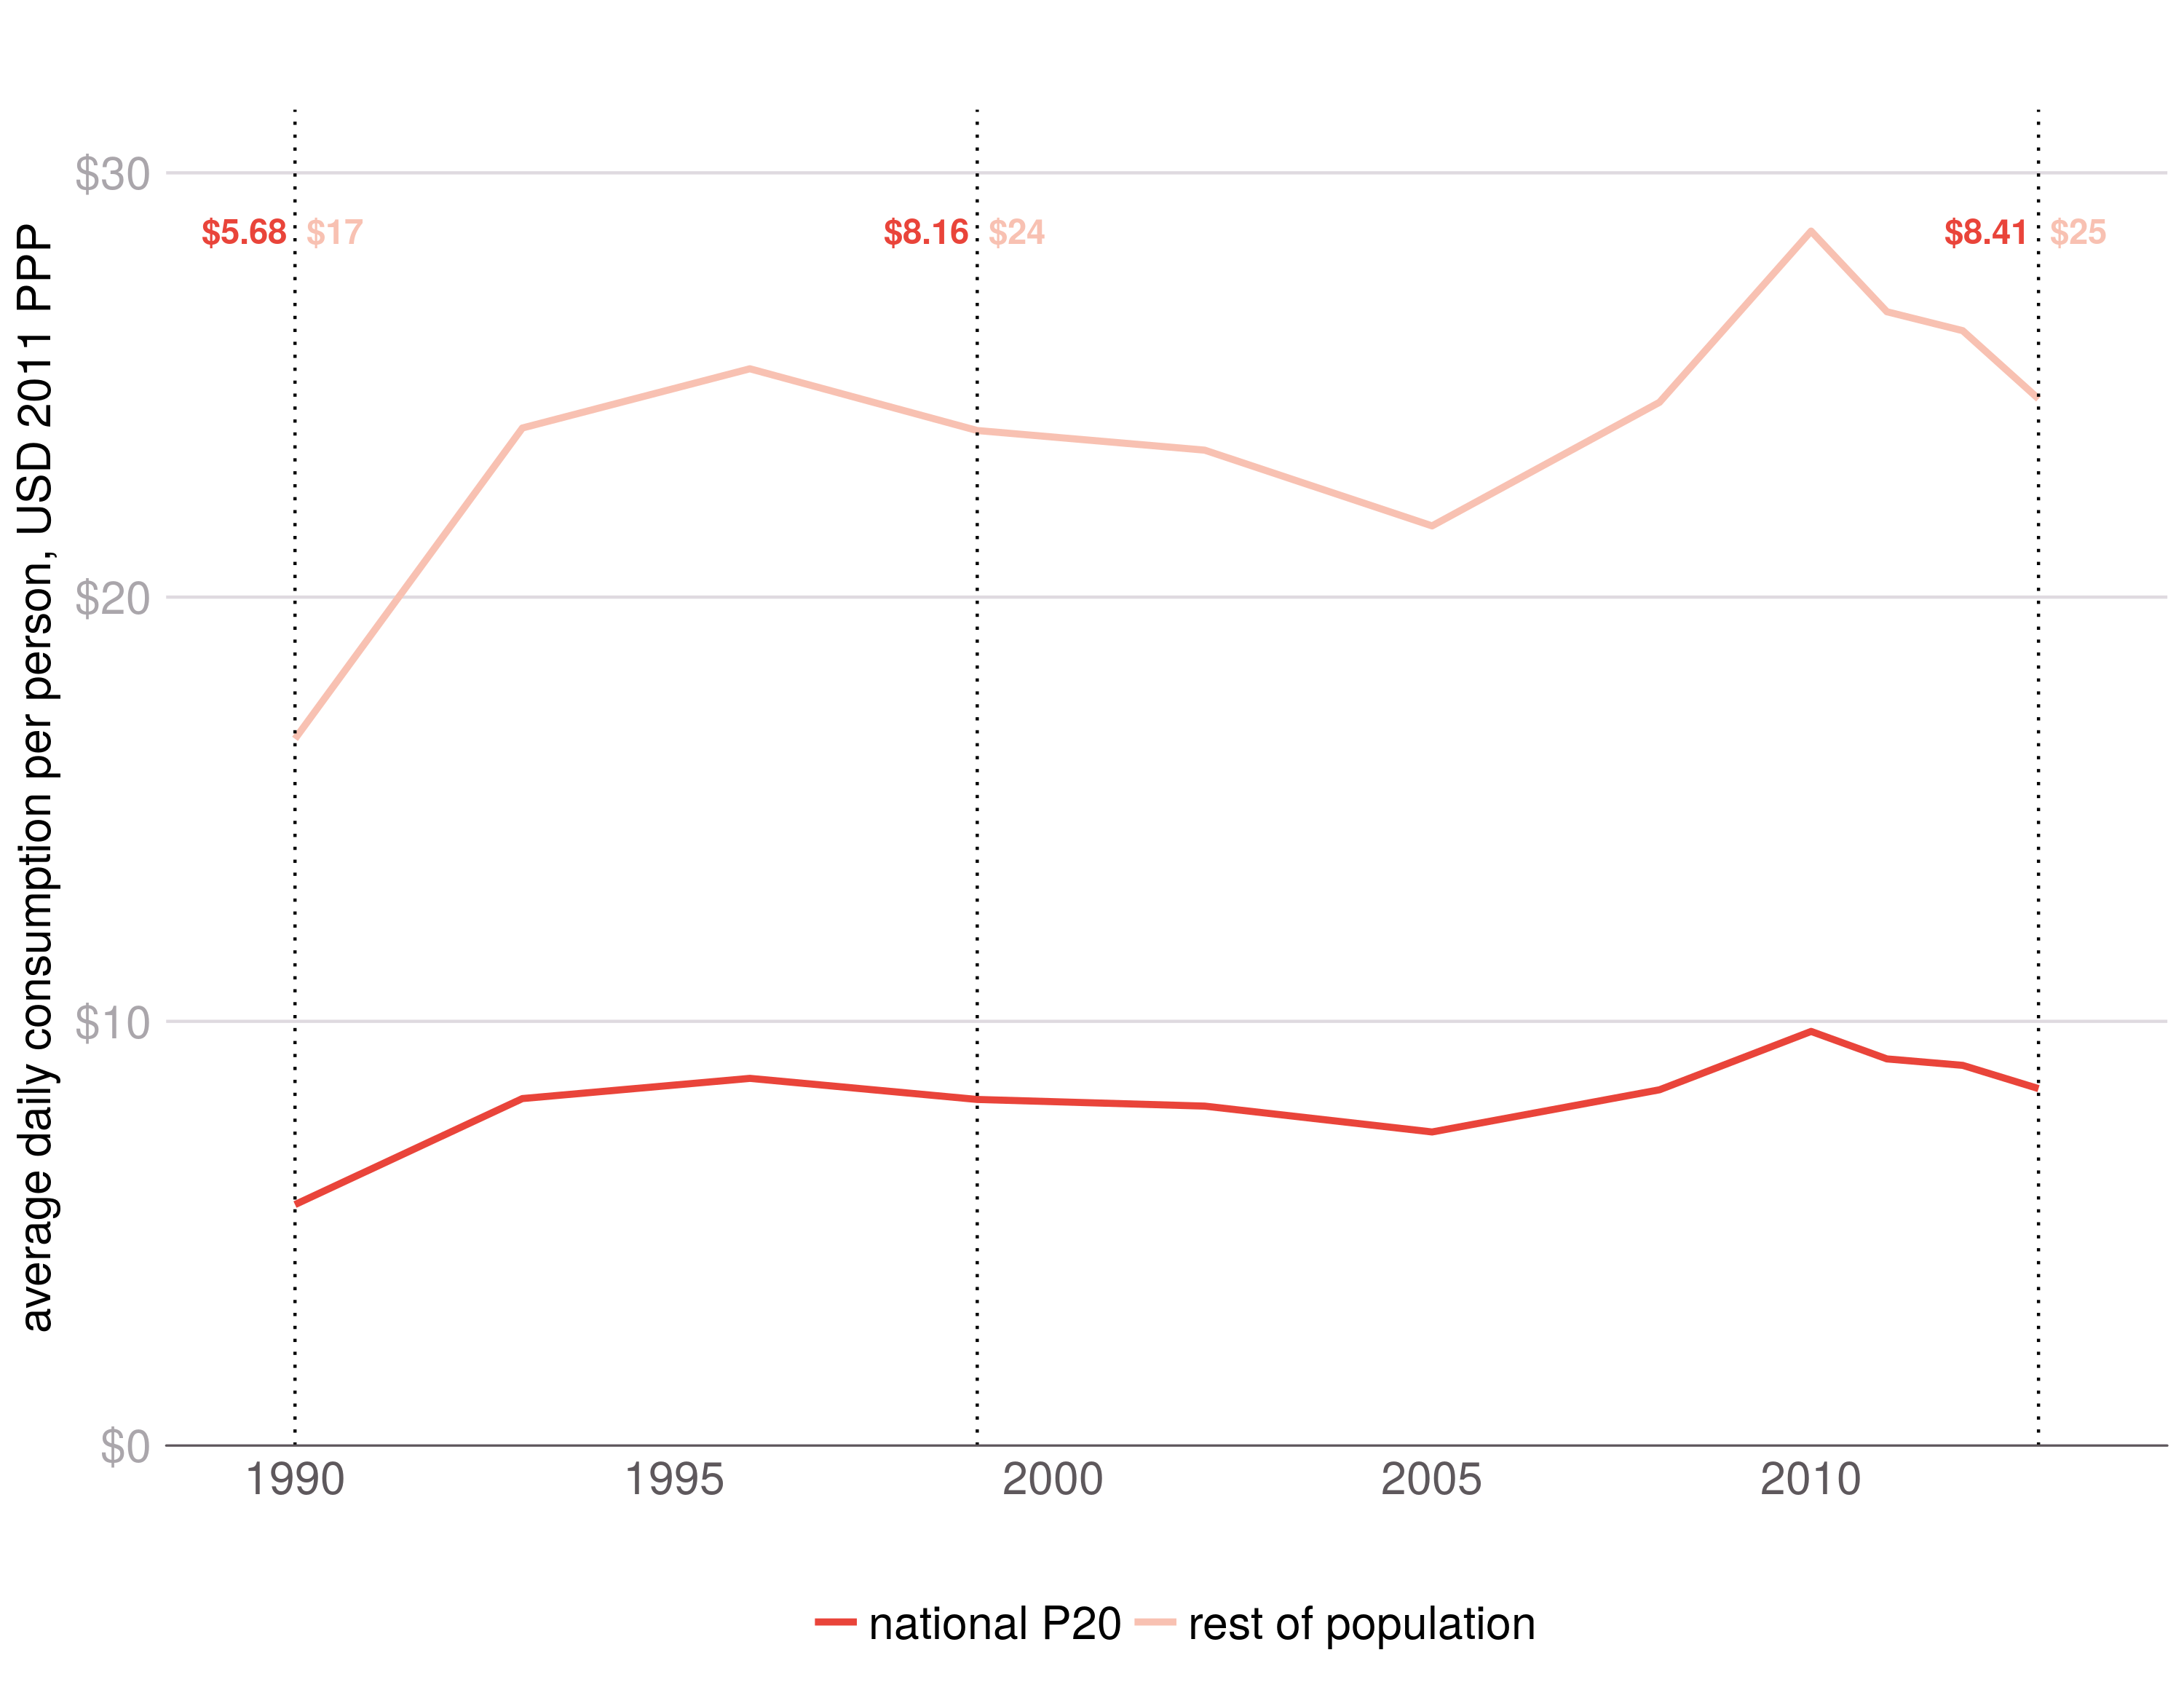 average daily consumption per person, USD 2011 PPP
$30
$5.68 $17
$8.16 $24
$8.41 $25
$20
$10
$0
1990 1995 2000 2005 2010
national P20 rest of population